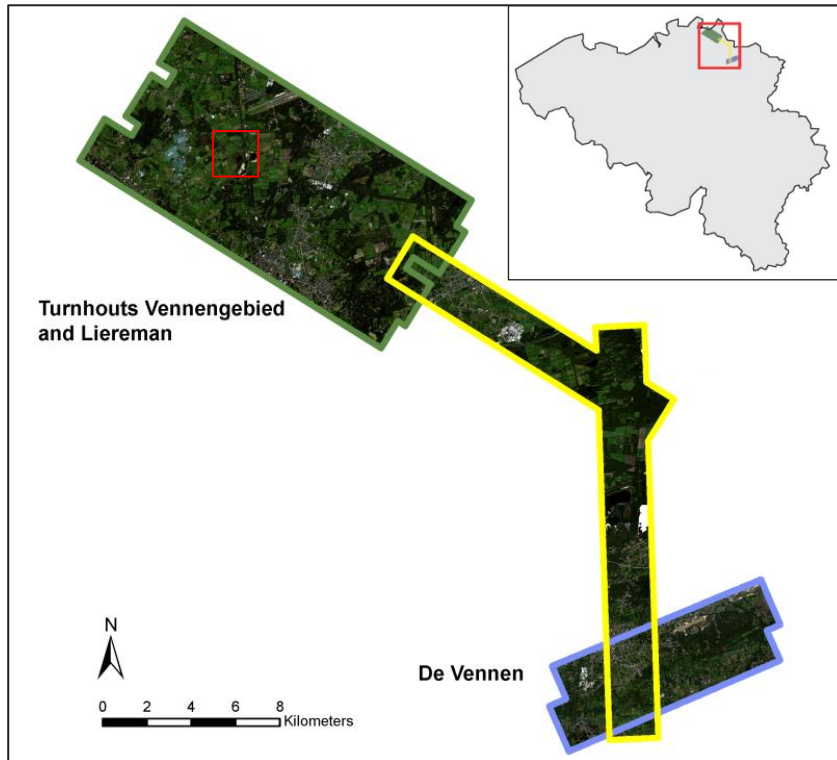 Turnhouts Vennengebied
and Liereman
De Vennen
N
0 2 4 6 8
Kilometers